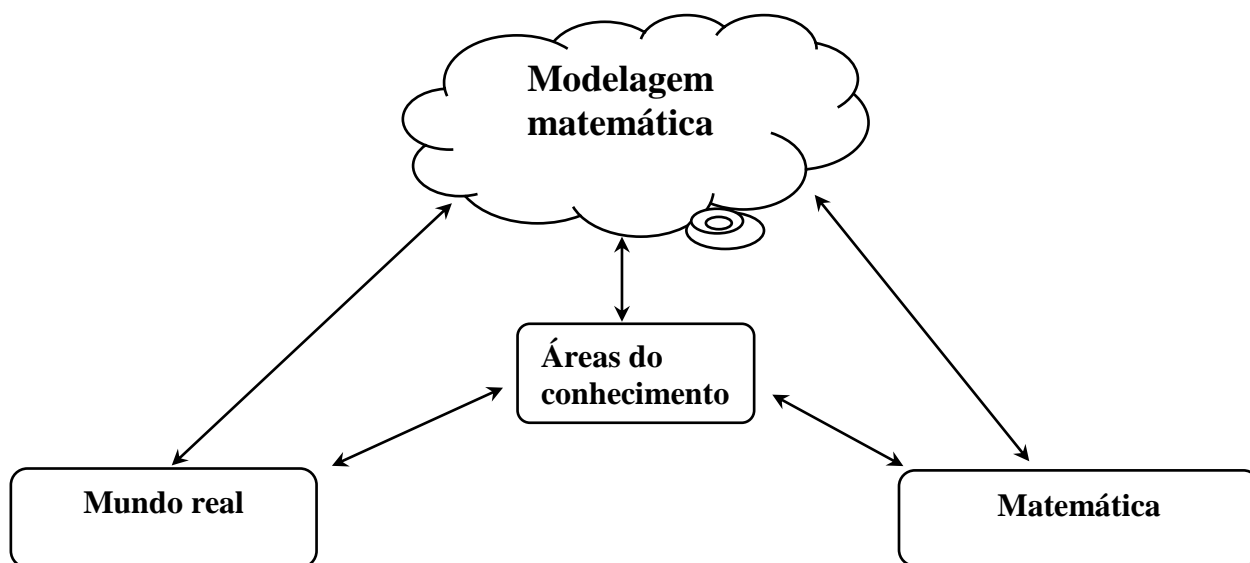 Modelagem
matemática
Áreas do
conhecimento
Mundo real
Matemática